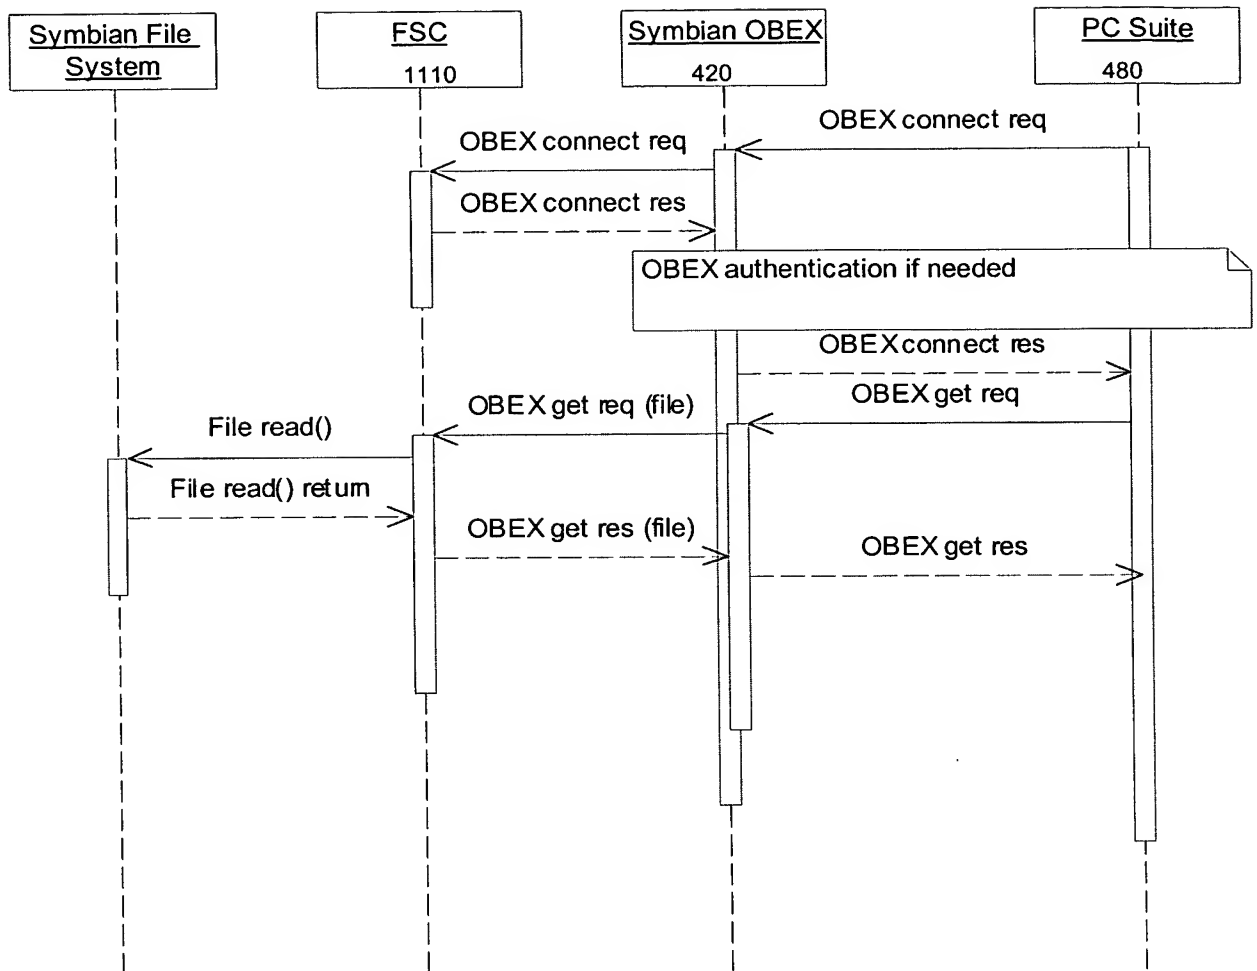 Symbian File
System
FSC
1110
Symbian OBEX
420
PC Suite
480
OBEX connect req
OBEX connect req
OBEX connect res
OBEX authentication if needed
OBEX connect res
OBEX get req
OBEX get req (file)
File read()
File read() return
OBEX get res (file)
OBEX get res